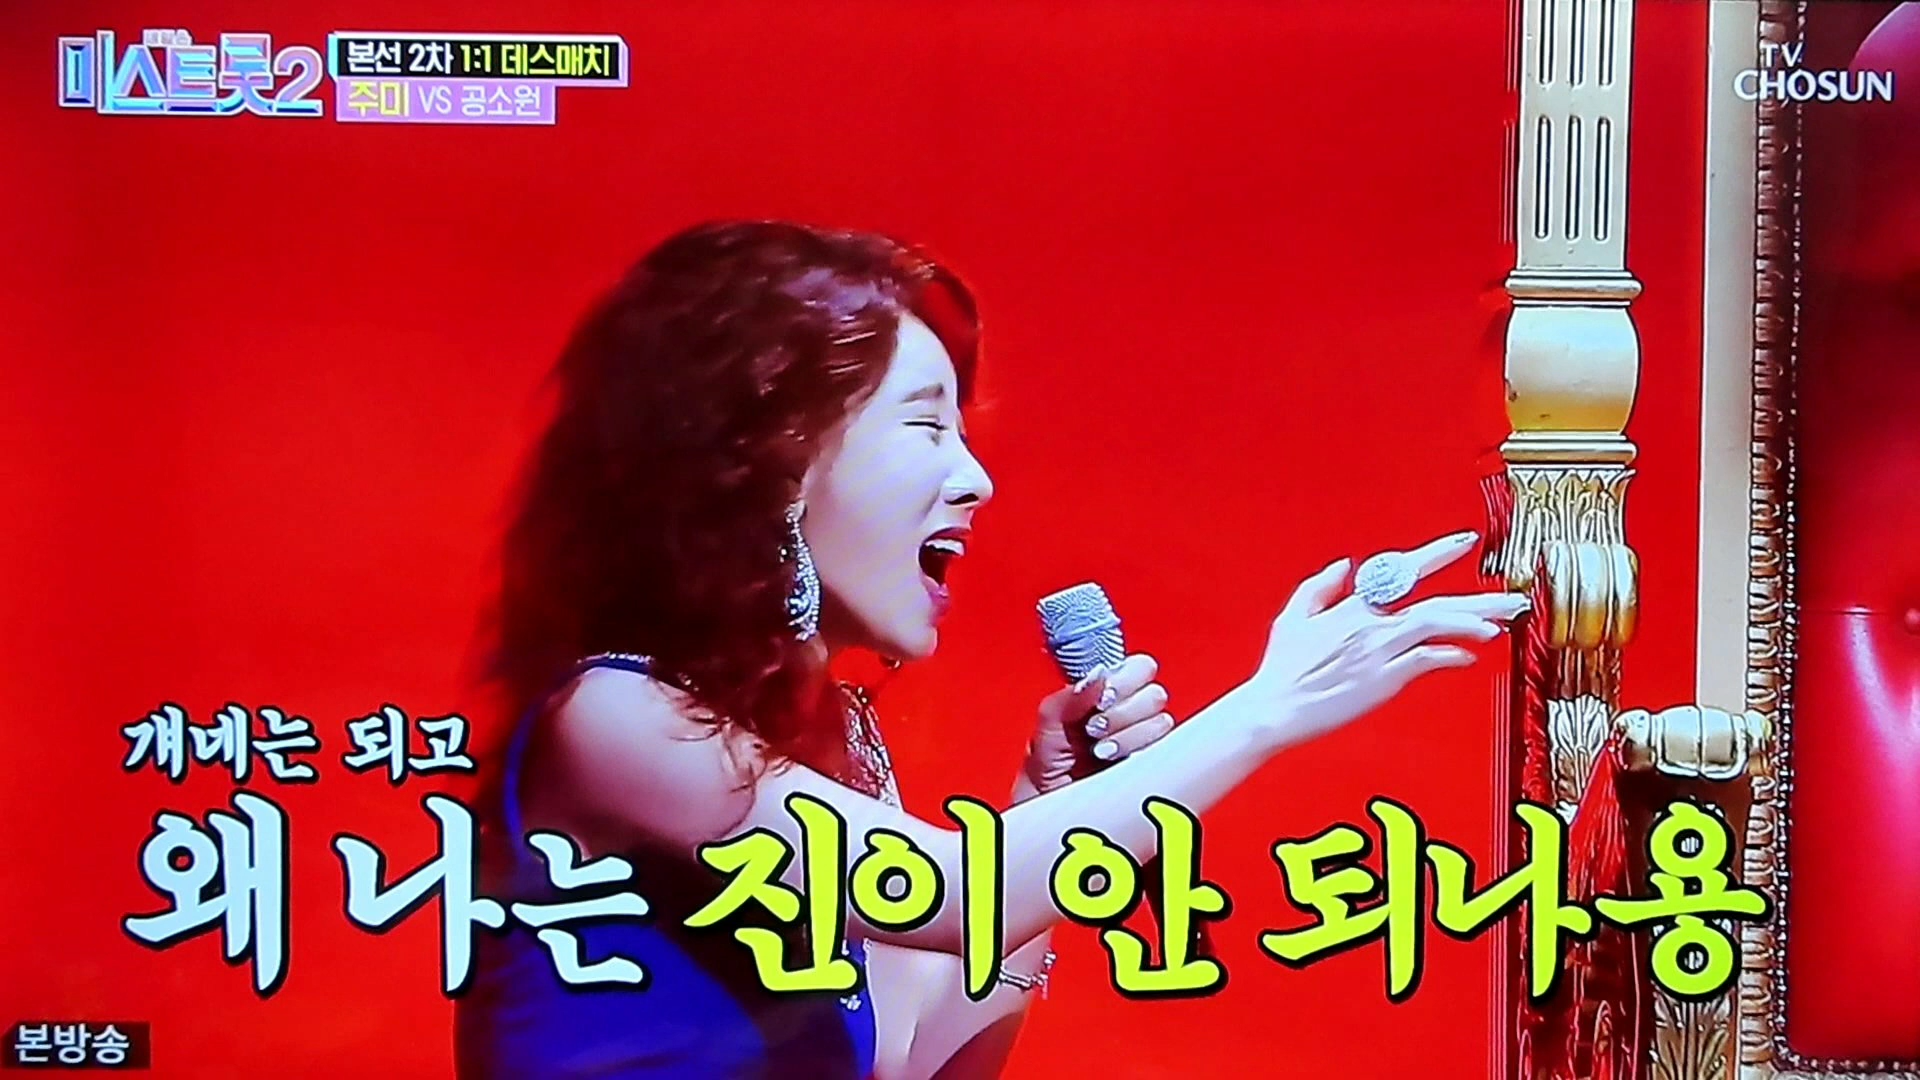 미스트롯2
본선 2차 1:1 데스매치
주미 VS 공소원
TV
CHOSUN
걔네는 되고
왜 나는 진이 안 되나용
본방송